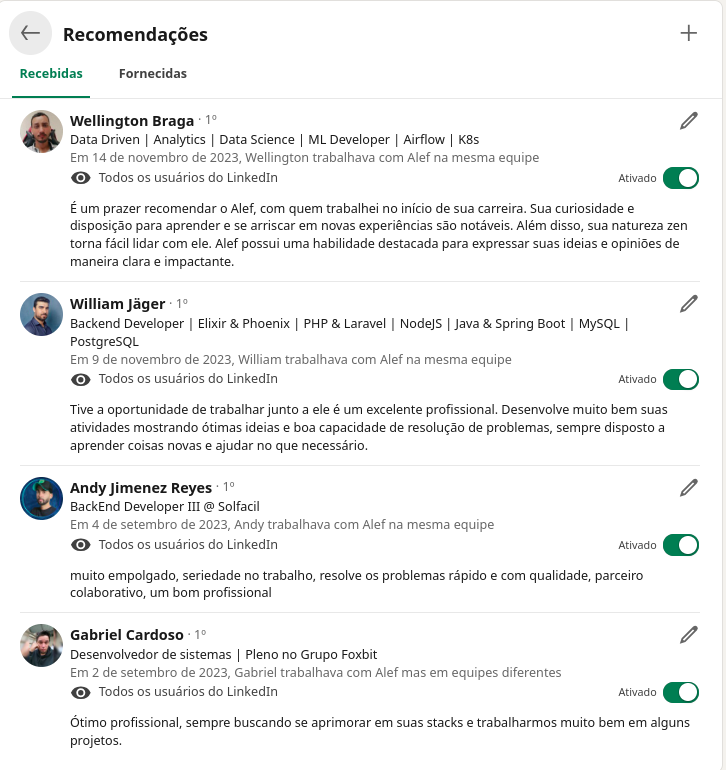 Recomendações
Recebidas Fornecidas
Wellington Braga · 1º
Data Driven | Analytics | Data Science | ML Developer | Airflow | K8s
Em 14 de novembro de 2023, Wellington trabalhava com Alef na mesma equipe
Todos os usuários do LinkedIn Ativado
É um prazer recomendar o Alef, com quem trabalhei no início de sua carreira. Sua curiosidade e
disposição para aprender e se arriscar em novas experiências são notáveis. Além disso, sua natureza zen
torna fácil lidar com ele. Alef possui uma habilidade destacada para expressar suas ideias e opiniões de
maneira clara e impactante.
William Jäger · 1º
Backend Developer | Elixir & Phoenix | PHP & Laravel | NodeJS | Java & Spring Boot | MySQL |
PostgreSQL
Em 9 de novembro de 2023, William trabalhava com Alef na mesma equipe
Todos os usuários do LinkedIn Ativado
Tive a oportunidade de trabalhar junto a ele é um excelente profissional. Desenvolve muito bem suas
atividades mostrando ótimas ideias e boa capacidade de resolução de problemas, sempre disposto a
aprender coisas novas e ajudar no que necessário.
Andy Jimenez Reyes · 1º
BackEnd Developer III @ Solfacil
Em 4 de setembro de 2023, Andy trabalhava com Alef na mesma equipe
Todos os usuários do LinkedIn Ativado
muito empolgado, seriedade no trabalho, resolve os problemas rápido e com qualidade, parceiro
colaborativo, um bom profissional
Gabriel Cardoso · 1º
Desenvolvedor de sistemas | Pleno no Grupo Foxbit
Em 2 de setembro de 2023, Gabriel trabalhava com Alef mas em equipes diferentes
Todos os usuários do LinkedIn Ativado
Ótimo profissional, sempre buscando se aprimorar em suas stacks e trabalharmos muito bem em alguns
projetos.